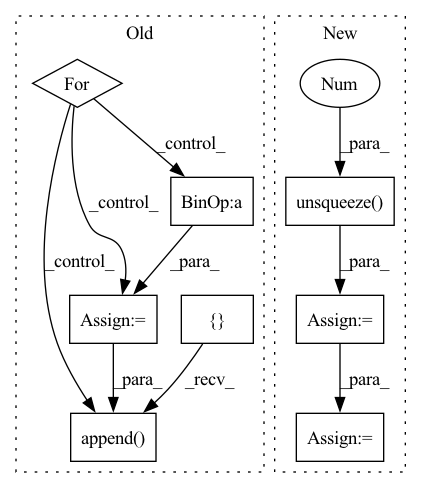 Old
New
For
Num
_control_
_para_
BinOp:a
unsqueeze()
_control_
_para_
_para_
_control_
Assign:=
{}
Assign:=
_para_
_recv_
_para_
append()
Assign:=